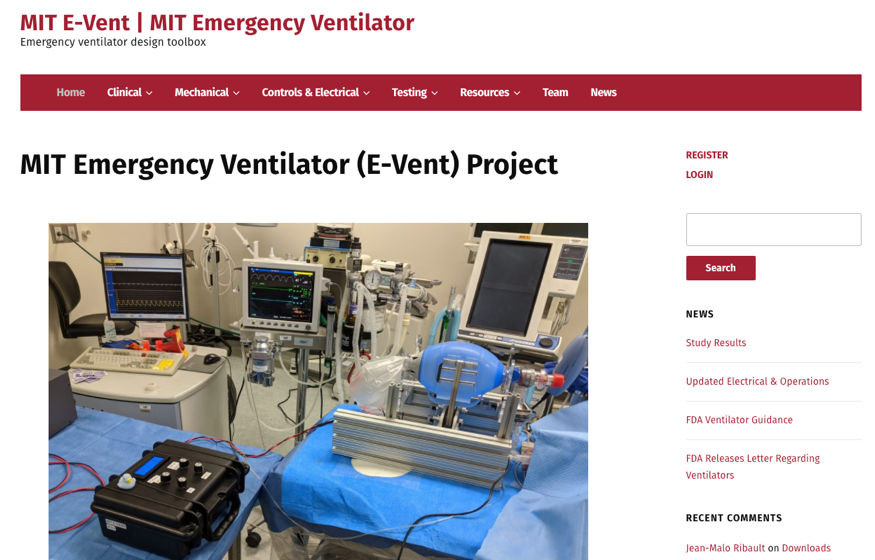 MIT E-Vent | MIT Emergency Ventilator
Emergency ventilator design toolbox
Home Clinical Mechanical Controls & Electrical Testing Resources Team News
MIT Emergency Ventilator (E-Vent) Project
REGISTER
LOGIN
Search
NEWS
Study Results
Updated Electrical & Operations
FDA Ventilator Guidance
FDA Releases Letter Regarding
Ventilators
RECENT COMMENTS
Jean-Malo Ribault on Downloads